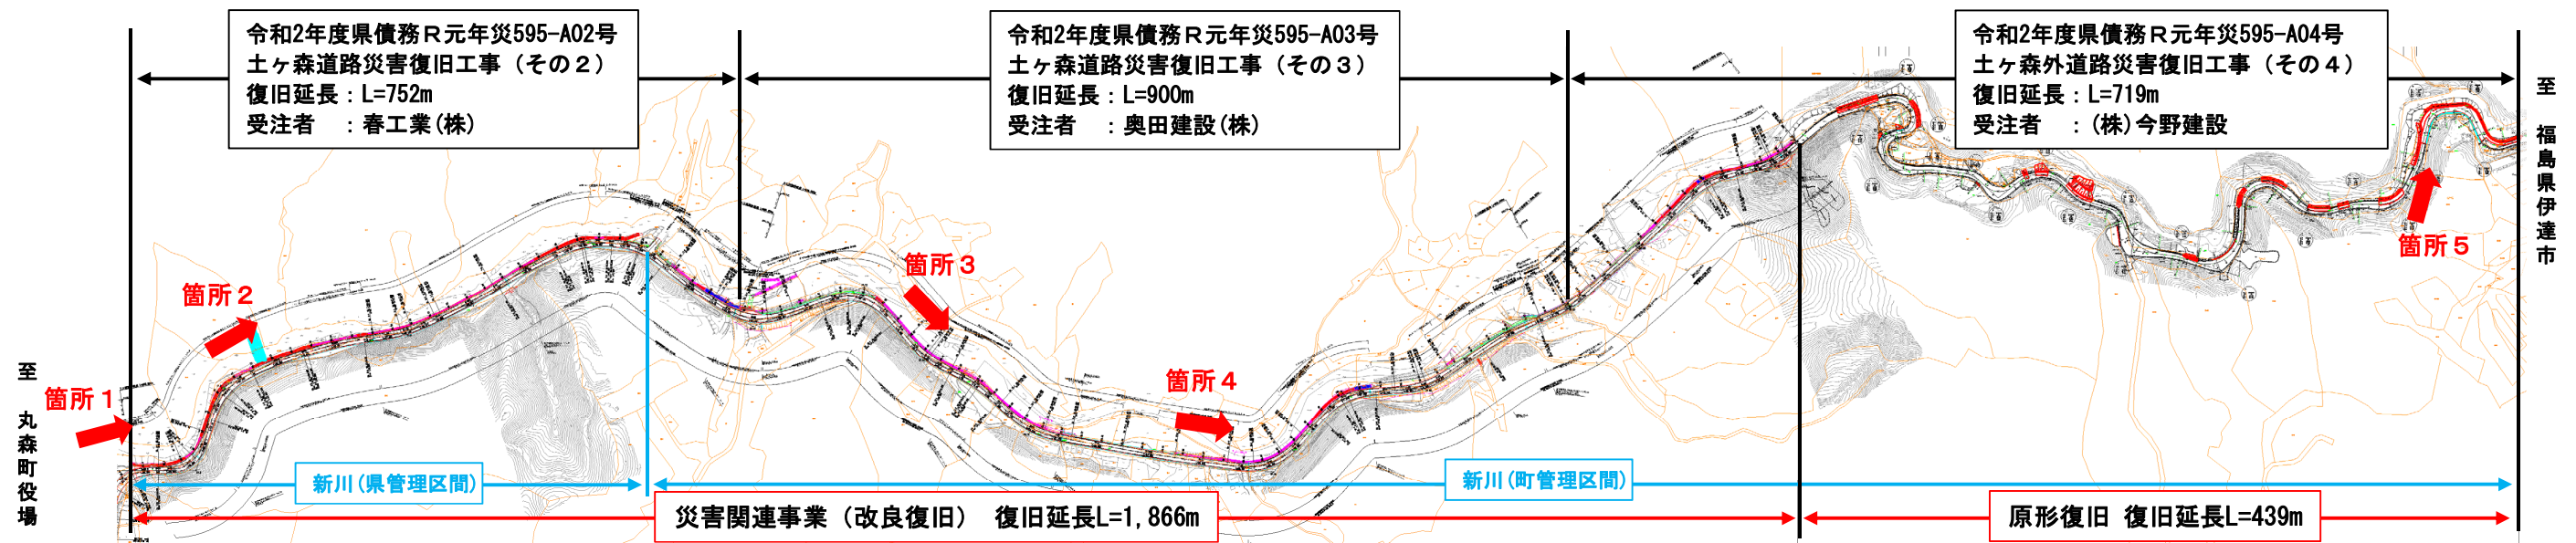 令和2年度県債務R元年災595-A02号
土ヶ森道路災害復旧工事（その２）
復旧延長：L=752m
受注者　：春工業(株)
令和2年度県債務R元年災595-A03号
土ヶ森道路災害復旧工事（その３）
復旧延長：L=900m
受注者　：奥田建設(株)
令和2年度県債務R元年災595-A04号
土ヶ森外道路災害復旧工事（その４）
復旧延長：L=719m
受注者　：(株)今野建設
至　福島県伊達市
箇所５
箇所３
箇所２
箇所４
箇所１
至　丸森町役場
新川(県管理区間)
新川(町管理区間)
災害関連事業（改良復旧）　復旧延長L=1,866m
原形復旧 復旧延長L=439m